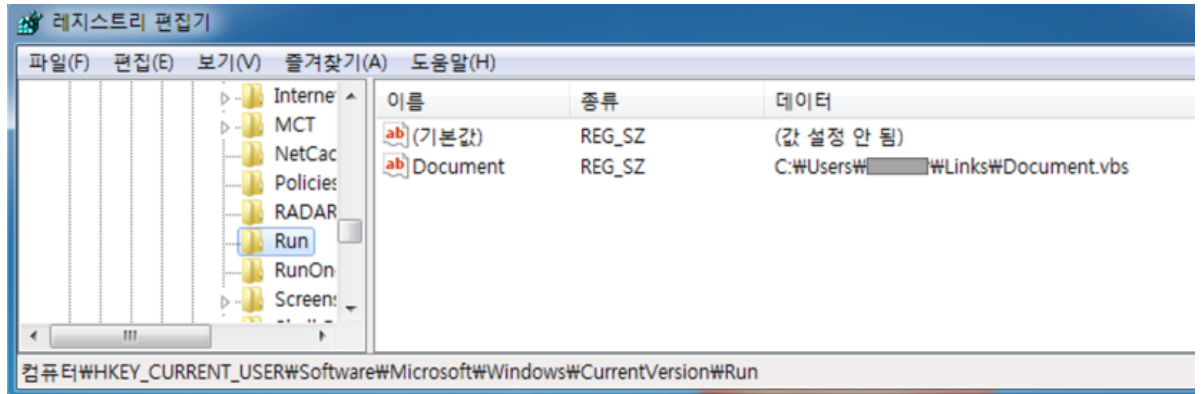 레지스트리 편집기
파일(F) 편집(E) 보기(V) 즐겨찾기(A) 도움말(H)
Interne
MCT
NetCac
Policies
RADAR
Run
RunOn
Screen
이름 종류 데이터
(기본값) REG_SZ (값 설정 안 됨)
Document REG_SZ C:₩Users₩ ₩Links₩Document.vbs
컴퓨터₩HKEY_CURRENT_USER₩Software₩Microsoft₩Windows₩CurrentVersion₩Run